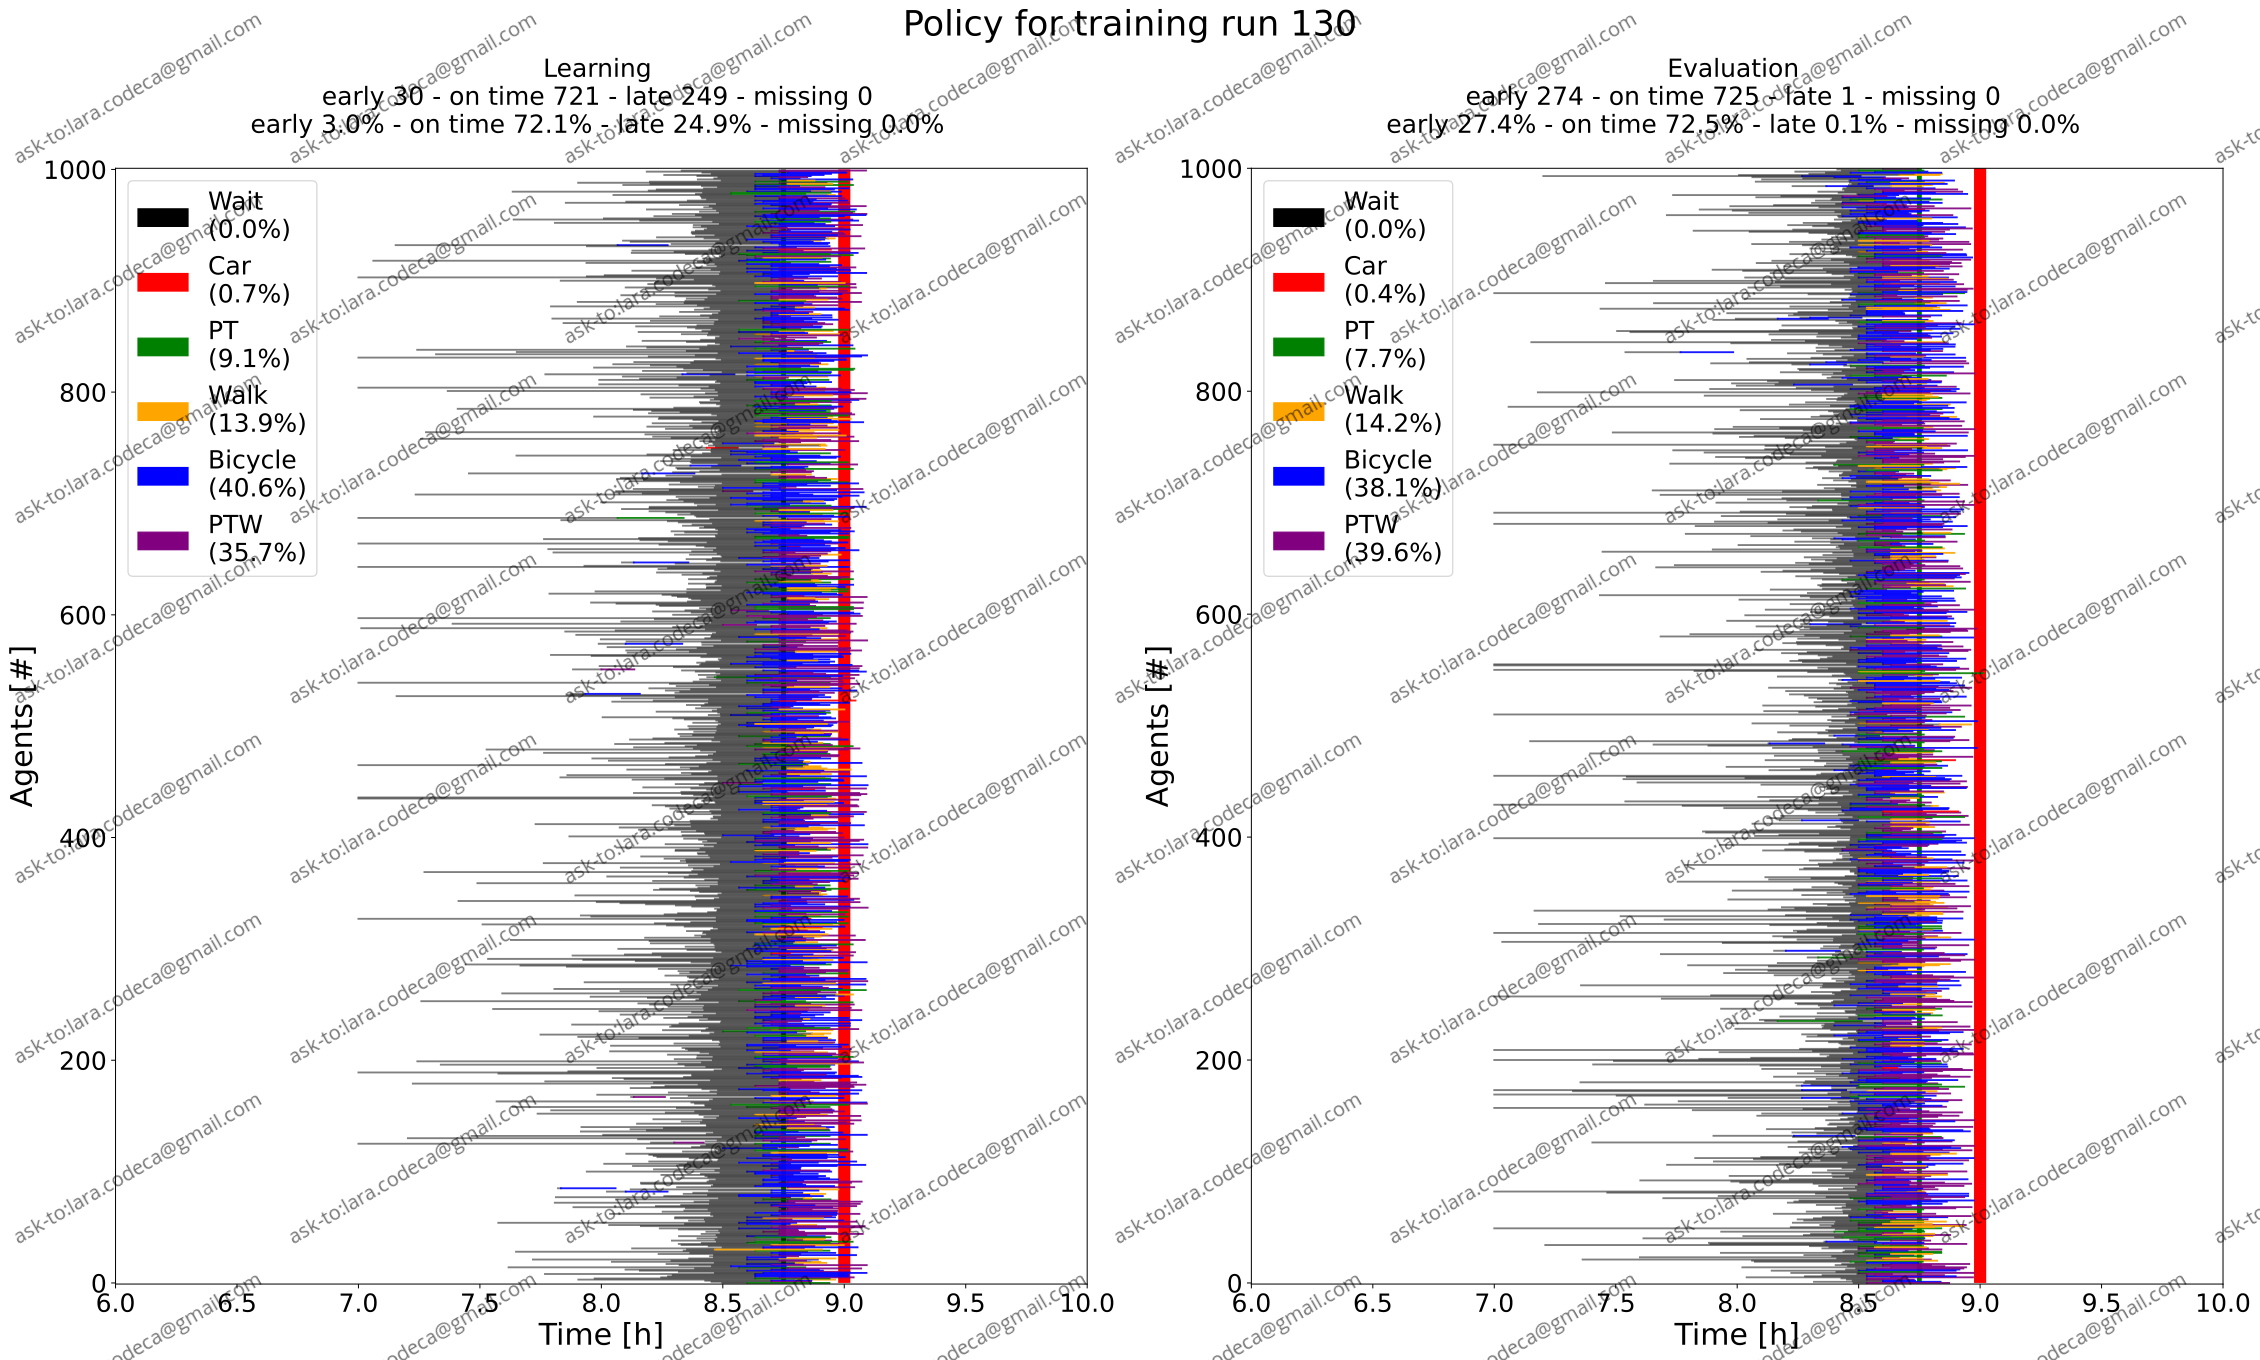 Policy for training run 130
Learning
early 30 - on time 721 - late 249 - missing 0
early 3.0% - on time 72.1% - late 24.9% - missing 0.0%
Agents [#]
1000
800
600
400
200
0
Wait
(0.0%)
Car
(0.7%)
PT
(9.1%)
Walk
(13.9%)
Bicycle
(40.6%)
PTW
(35.7%)
6.0 6.5 7.0 7.5 8.0 8.5 9.0 9.5 10.0
Time [h]
Evaluation
early 274 - on time 725 - late 1 - missing 0
early 27.4% - on time 72.5% - late 0.1% - missing 0.0%
Agents [#]
1000
800
600
400
200
0
Wait
(0.0%)
Car
(0.4%)
PT
(7.7%)
Walk
(14.2%)
Bicycle
(38.1%)
PTW
(39.6%)
6.0 6.5 7.0 7.5 8.0 8.5 9.0 9.5 10.0
Time [h]
ask-to:lara.codeca@gmail.com